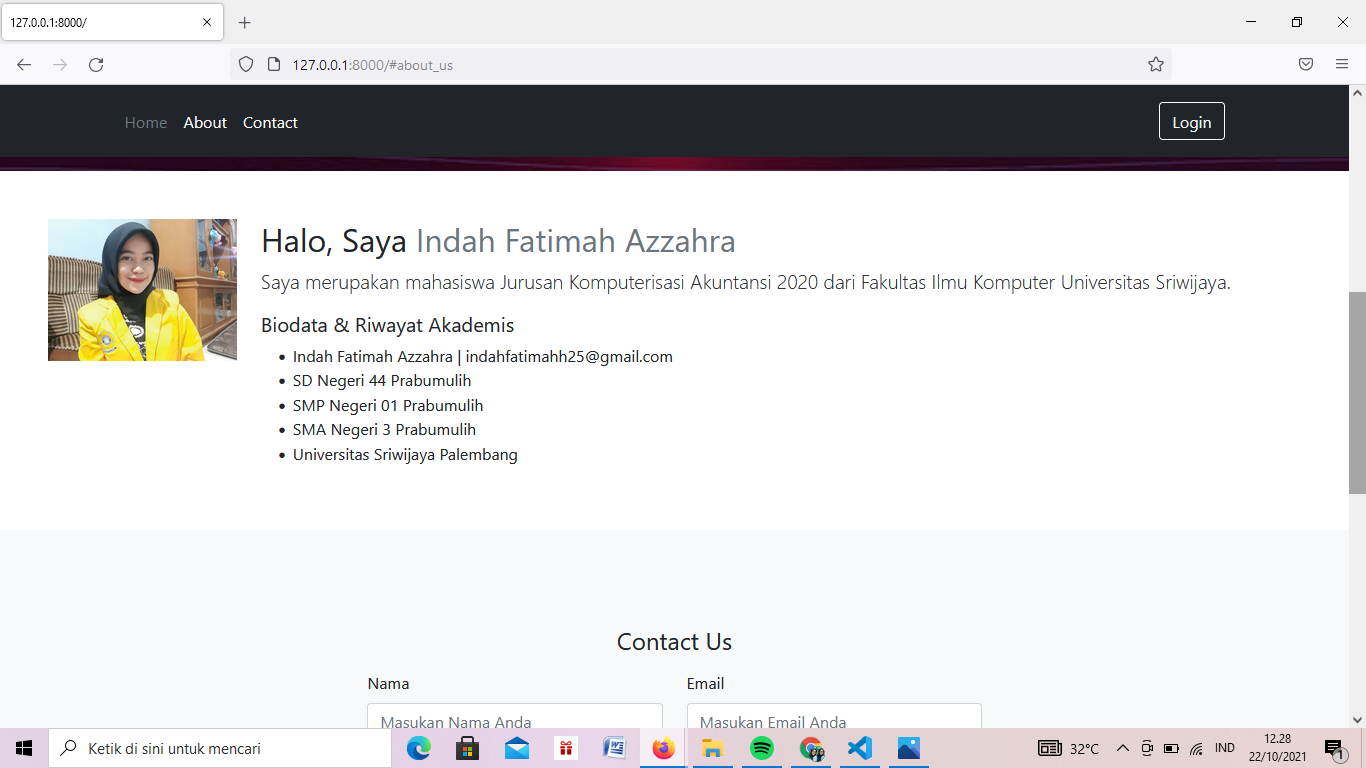 127.0.0.1:8000/
127.0.0.1:8000/#about_us
Home About Contact Login
Halo, Saya Indah Fatimah Azzahra
Saya merupakan mahasiswa Jurusan Komputerisasi Akuntansi 2020 dari Fakultas Ilmu Komputer Universitas Sriwijaya.
Biodata & Riwayat Akademis
• Indah Fatimah Azzahra | indahfatimahh25@gmail.com
• SD Negeri 44 Prabumulih
• SMP Negeri 01 Prabumulih
• SMA Negeri 3 Prabumulih
• Universitas Sriwijaya Palembang
Contact Us
Nama Email
Masukan Nama Anda Masukan Email Anda
Ketik di sini untuk mencari
32°C IND 12.28
22/10/2021
1